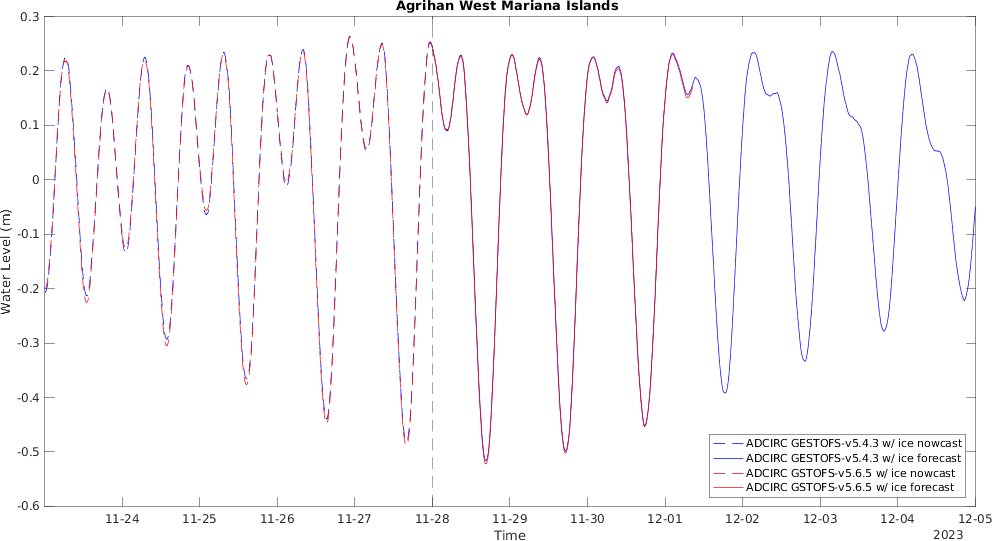 Agrihan West Mariana Islands
0.3
0.2
0.1
0
-0.1
-0.2
-0.3
-0.4
-0.5
-0.6
Water Level (m)
ADCIRC GESTOFS-v5.4.3 w/ ice nowcast
ADCIRC GESTOFS-v5.4.3 w/ ice forecast
ADCIRC GSTOFS-v5.6.5 w/ ice nowcast
ADCIRC GSTOFS-v5.6.5 w/ ice forecast
11-24 11-25 11-26 11-27 11-28 11-29 11-30 12-01 12-02 12-03 12-04 12-05
Time
2023